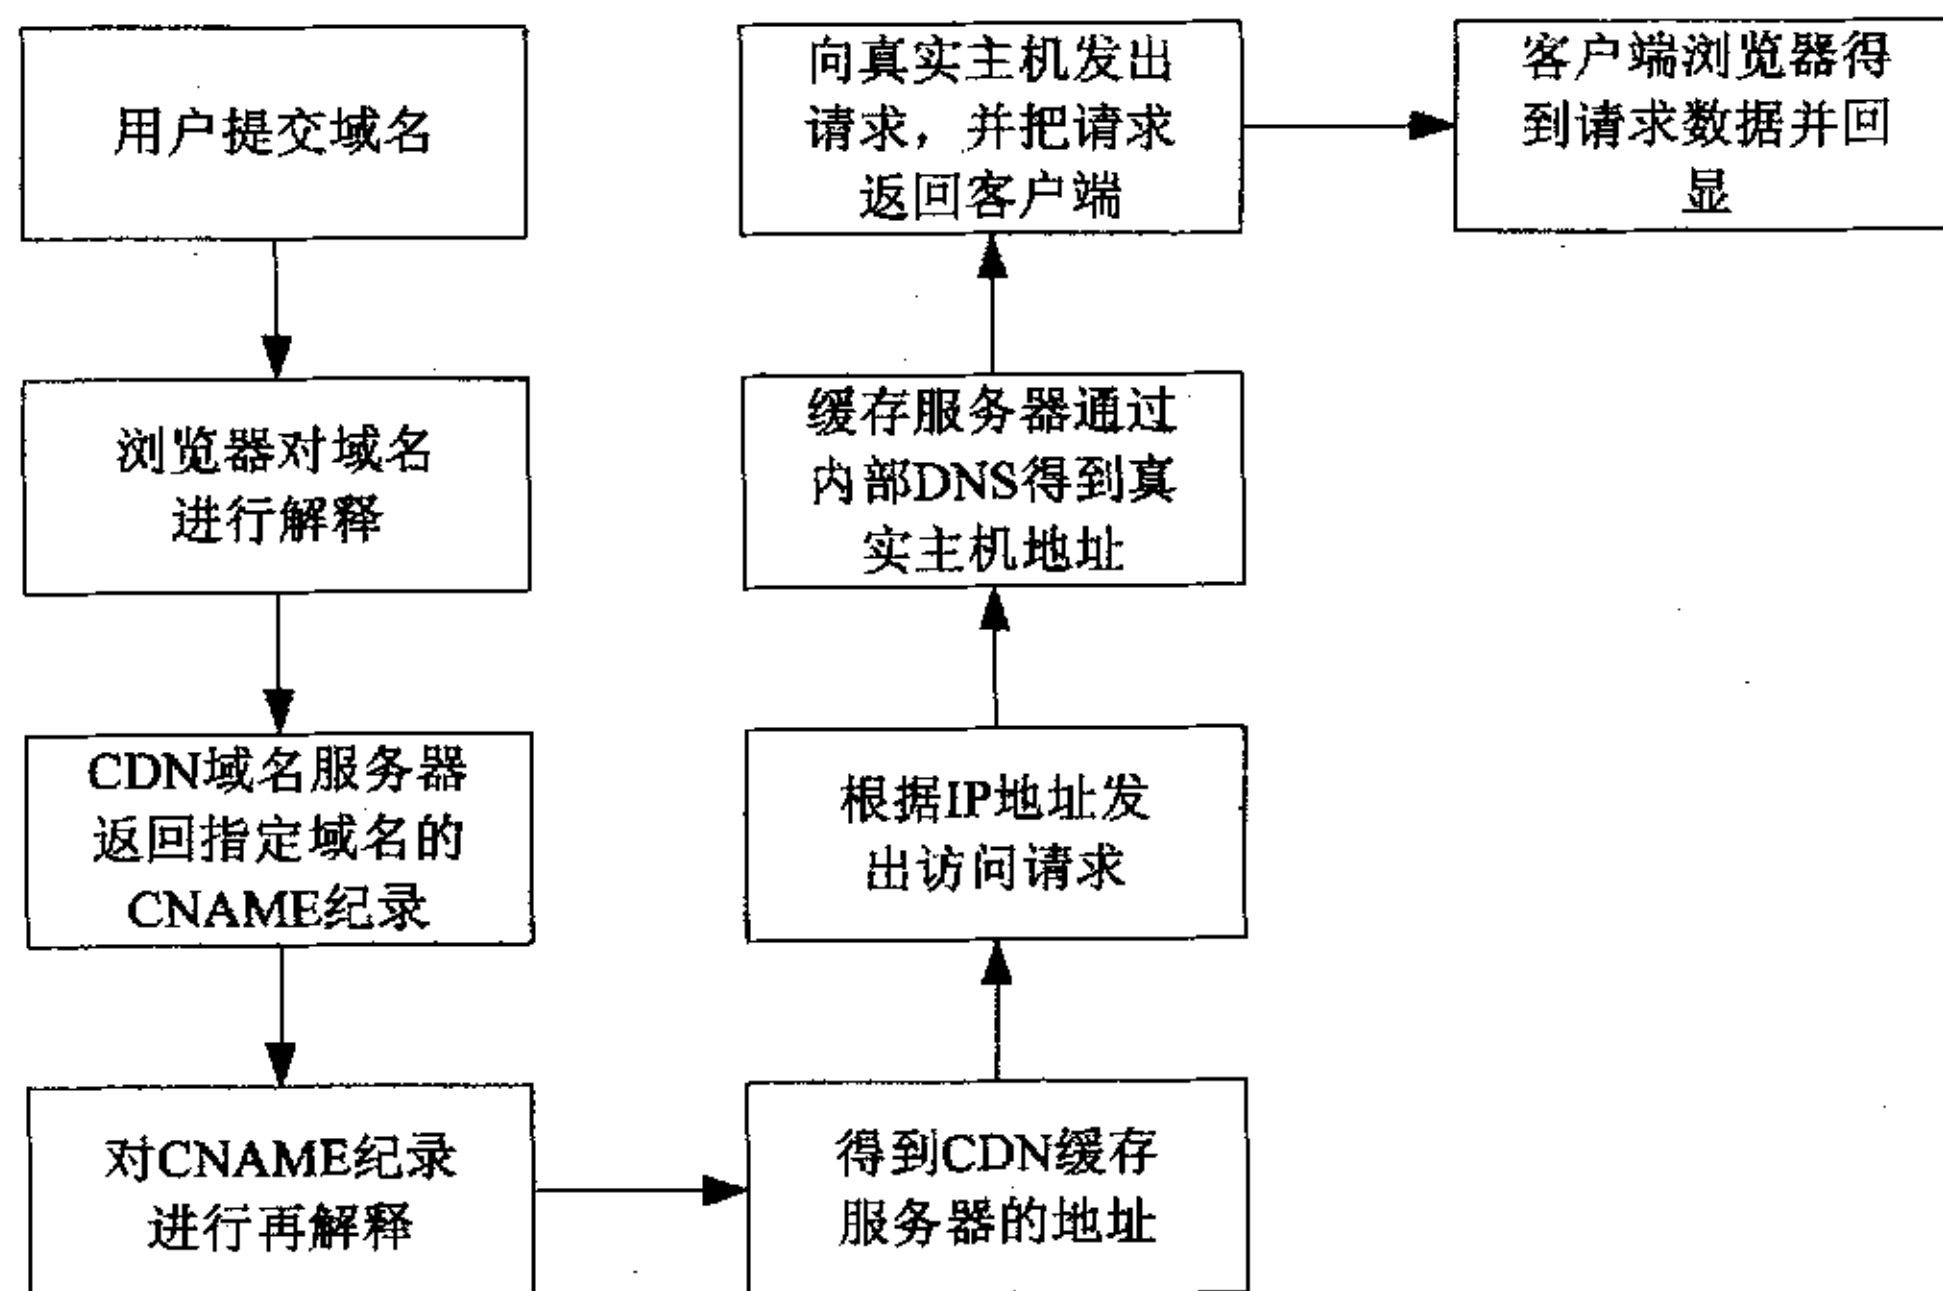 用户提交域名
浏览器对域名
进行解释
CDN域名服务器
返回指定域名的
CNAME纪录
对CNAME纪录
进行再解释
得到CDN缓存
服务器的地址
根据IP地址发
出访问请求
缓存服务器通过
内部DNS得到真
实主机地址
向真实主机发出
请求，并把请求
返回客户端
客户端浏览器得
到请求数据并回
显